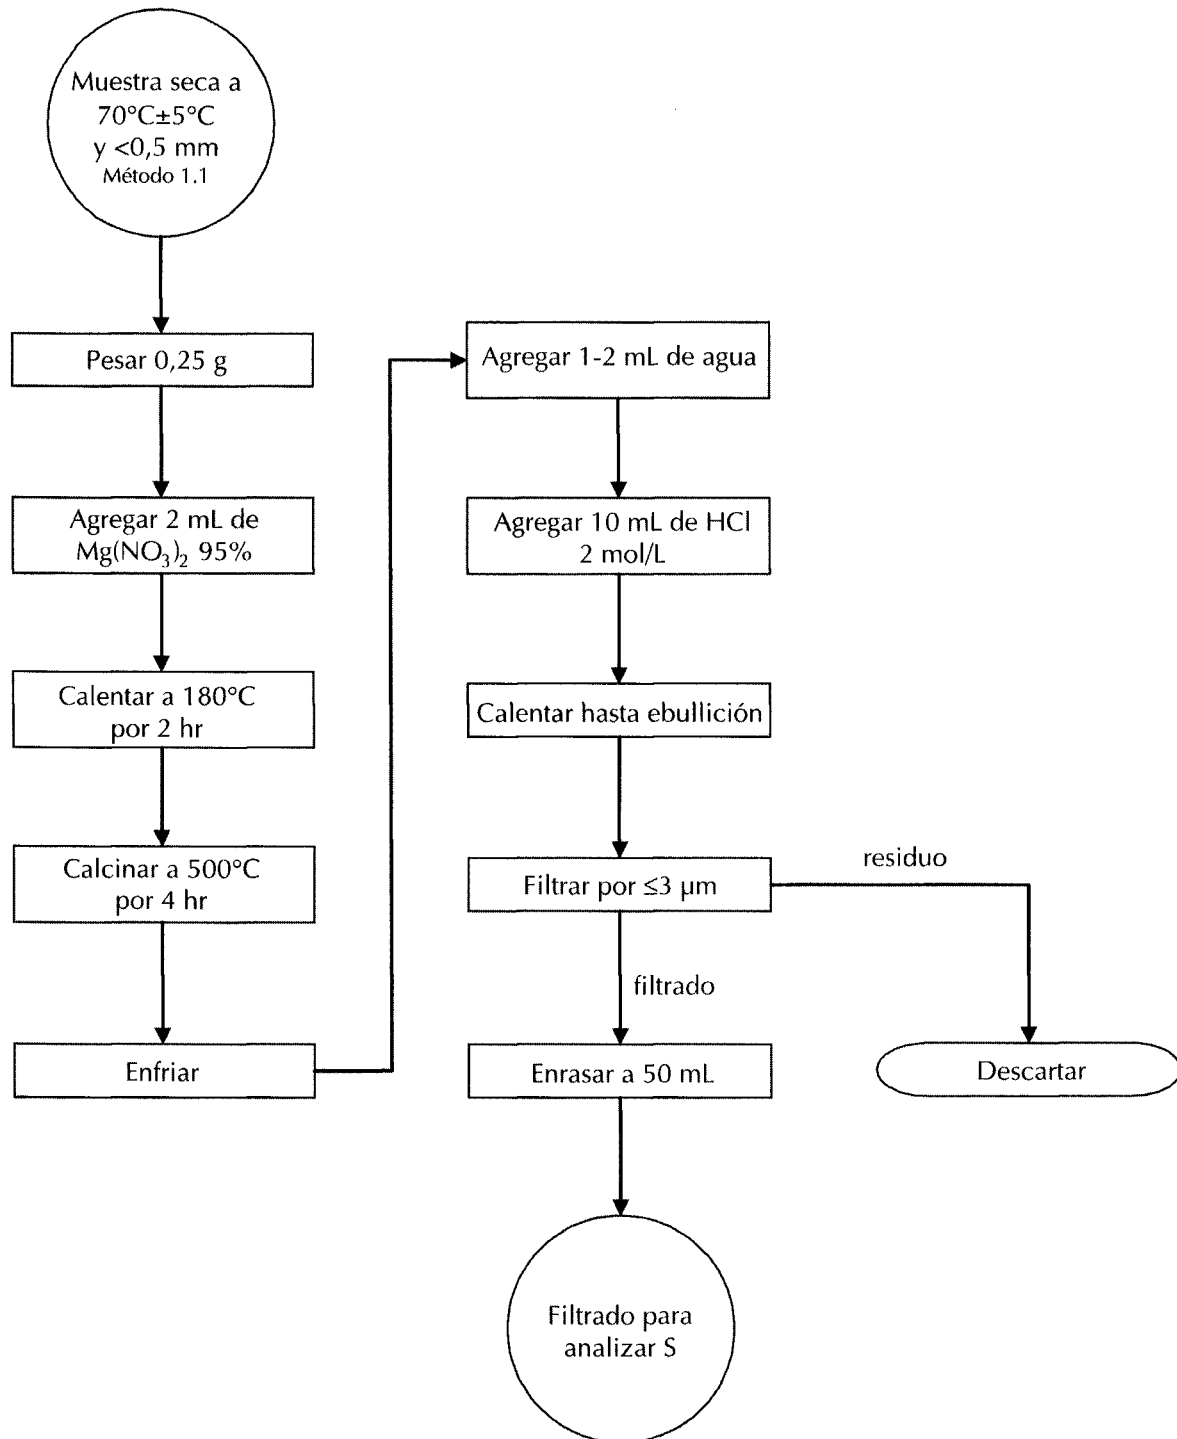 Muestra seca a
70°C±5°C
y <0,5 mm
Método 1.1
Pesar 0,25 g
Agregar 2 mL de
Mg(NO₃)₂ 95%
Calentar a 180°C
por 2 hr
Calcinar a 500°C
por 4 hr
Enfriar
Agregar 1-2 mL de agua
Agregar 10 mL de HCl
2 mol/L
Calentar hasta ebullición
Filtrar por ≤3 µm
residuo
filtrado
Enrasar a 50 mL
Descartar
Filtrado para
analizar S